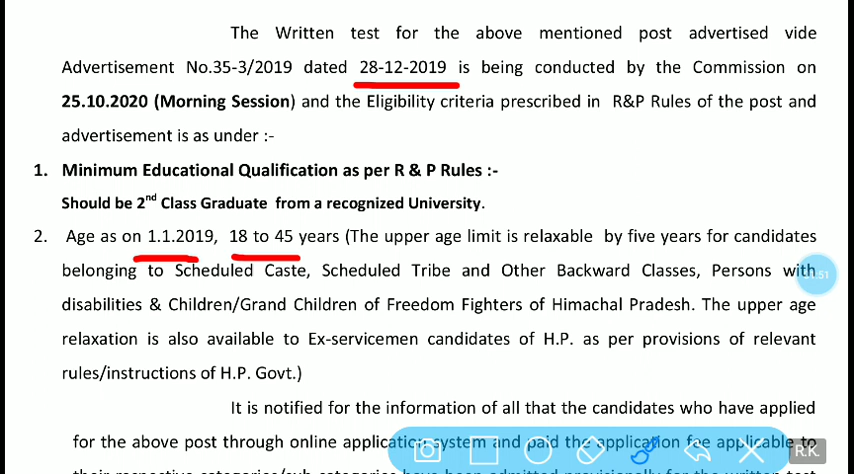 The Written test for the above mentioned post advertised vide
Advertisement No.35-3/2019 dated 28-12-2019 is being conducted by the Commission on
25.10.2020 (Morning Session) and the Eligibility criteria prescribed in R&P Rules of the post and
advertisement is as under :-
1. Minimum Educational Qualification as per R & P Rules :-
Should be 2nd Class Graduate from a recognized University.
2. Age as on 1.1.2019, 18 to 45 years (The upper age limit is relaxable by five years for candidates
belonging to Scheduled Caste, Scheduled Tribe and Other Backward Classes, Persons with
disabilities & Children/Grand Children of Freedom Fighters of Himachal Pradesh. The upper age
relaxation is also available to Ex-servicemen candidates of H.P. as per provisions of relevant
rules/instructions of H.P. Govt.)
It is notified for the information of all that the candidates who have applied
for the above post through online application system and paid the application fee applicable to
R.K.